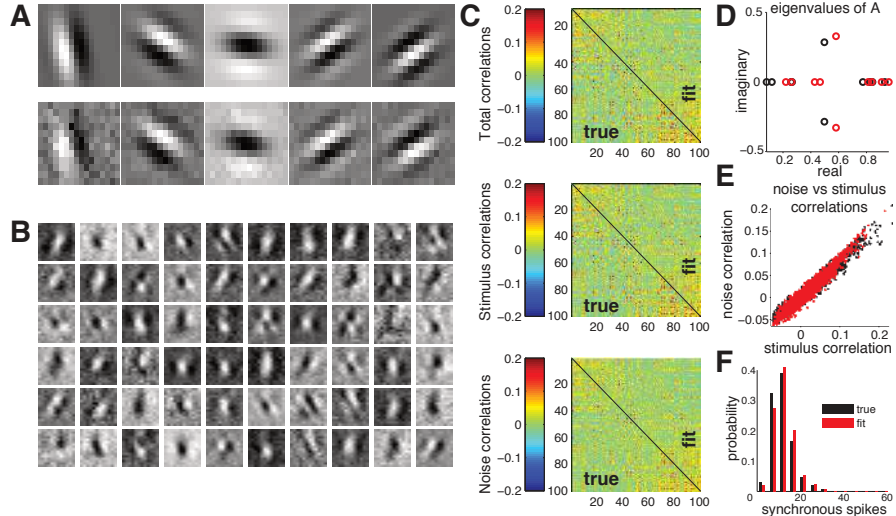 A
B
C
Total correlations
0.2
0.1
0
−0.1
−0.2
20
40
60
80
100
true
fit
20 40 60 80 100
Stimulus correlations
0.2
0.1
0
−0.1
−0.2
20
40
60
80
100
true
fit
20 40 60 80 100
Noise correlations
0.2
0.1
0
−0.1
−0.2
20
40
60
80
100
true
fit
20 40 60 80 100
D
eigenvalues of A
imaginary
0.5
0
−0.5
0.2 0.4 0.6 0.8
real
E
noise vs stimulus
correlations
noise correlation
0.2
0.15
0.1
0.05
0
−0.05
0 0.1 0.2
stimulus correlation
F
probability
0.4
0.3
0.2
0.1
0
true
fit
20 40 60
synchronous spikes